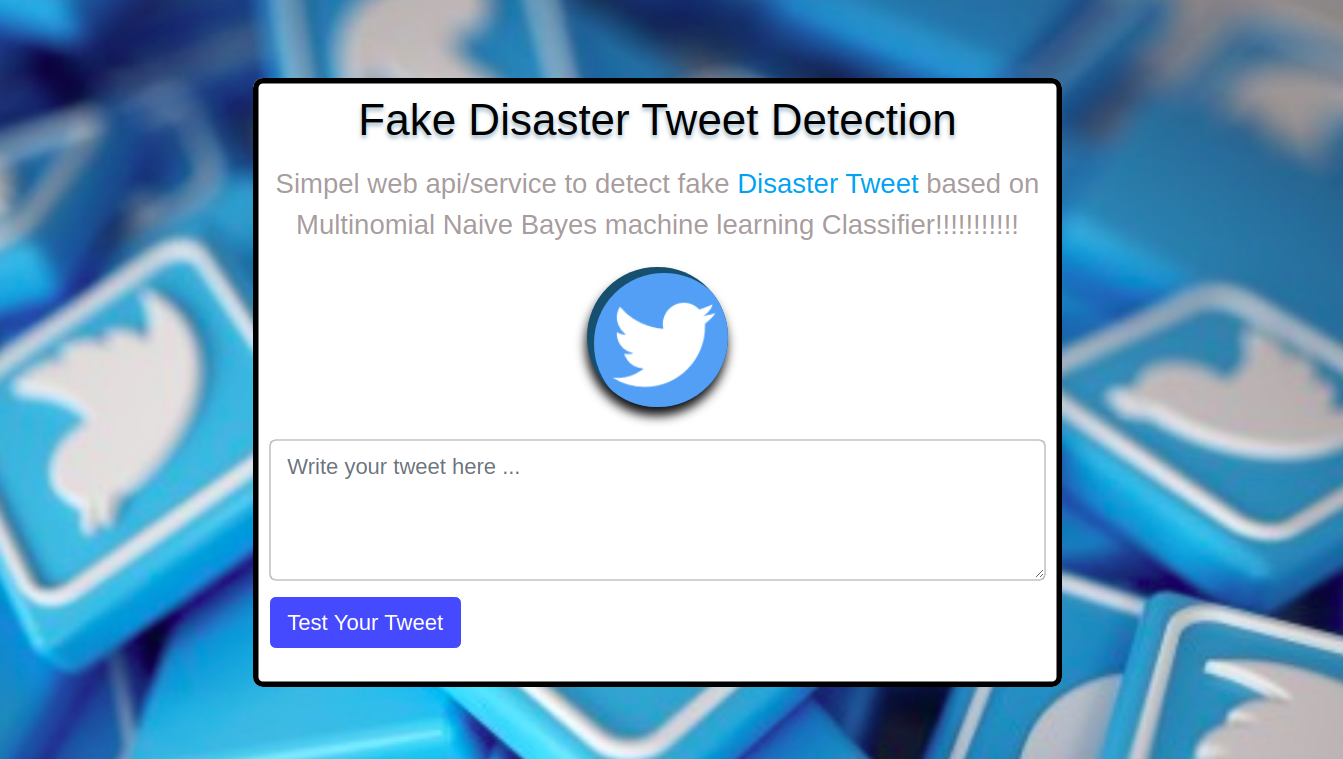 Fake Disaster Tweet Detection
Simpel web api/service to detect fake Disaster Tweet based on
Multinomial Naive Bayes machine learning Classifier!!!!!!!!!!!
Write your tweet here ...
Test Your Tweet